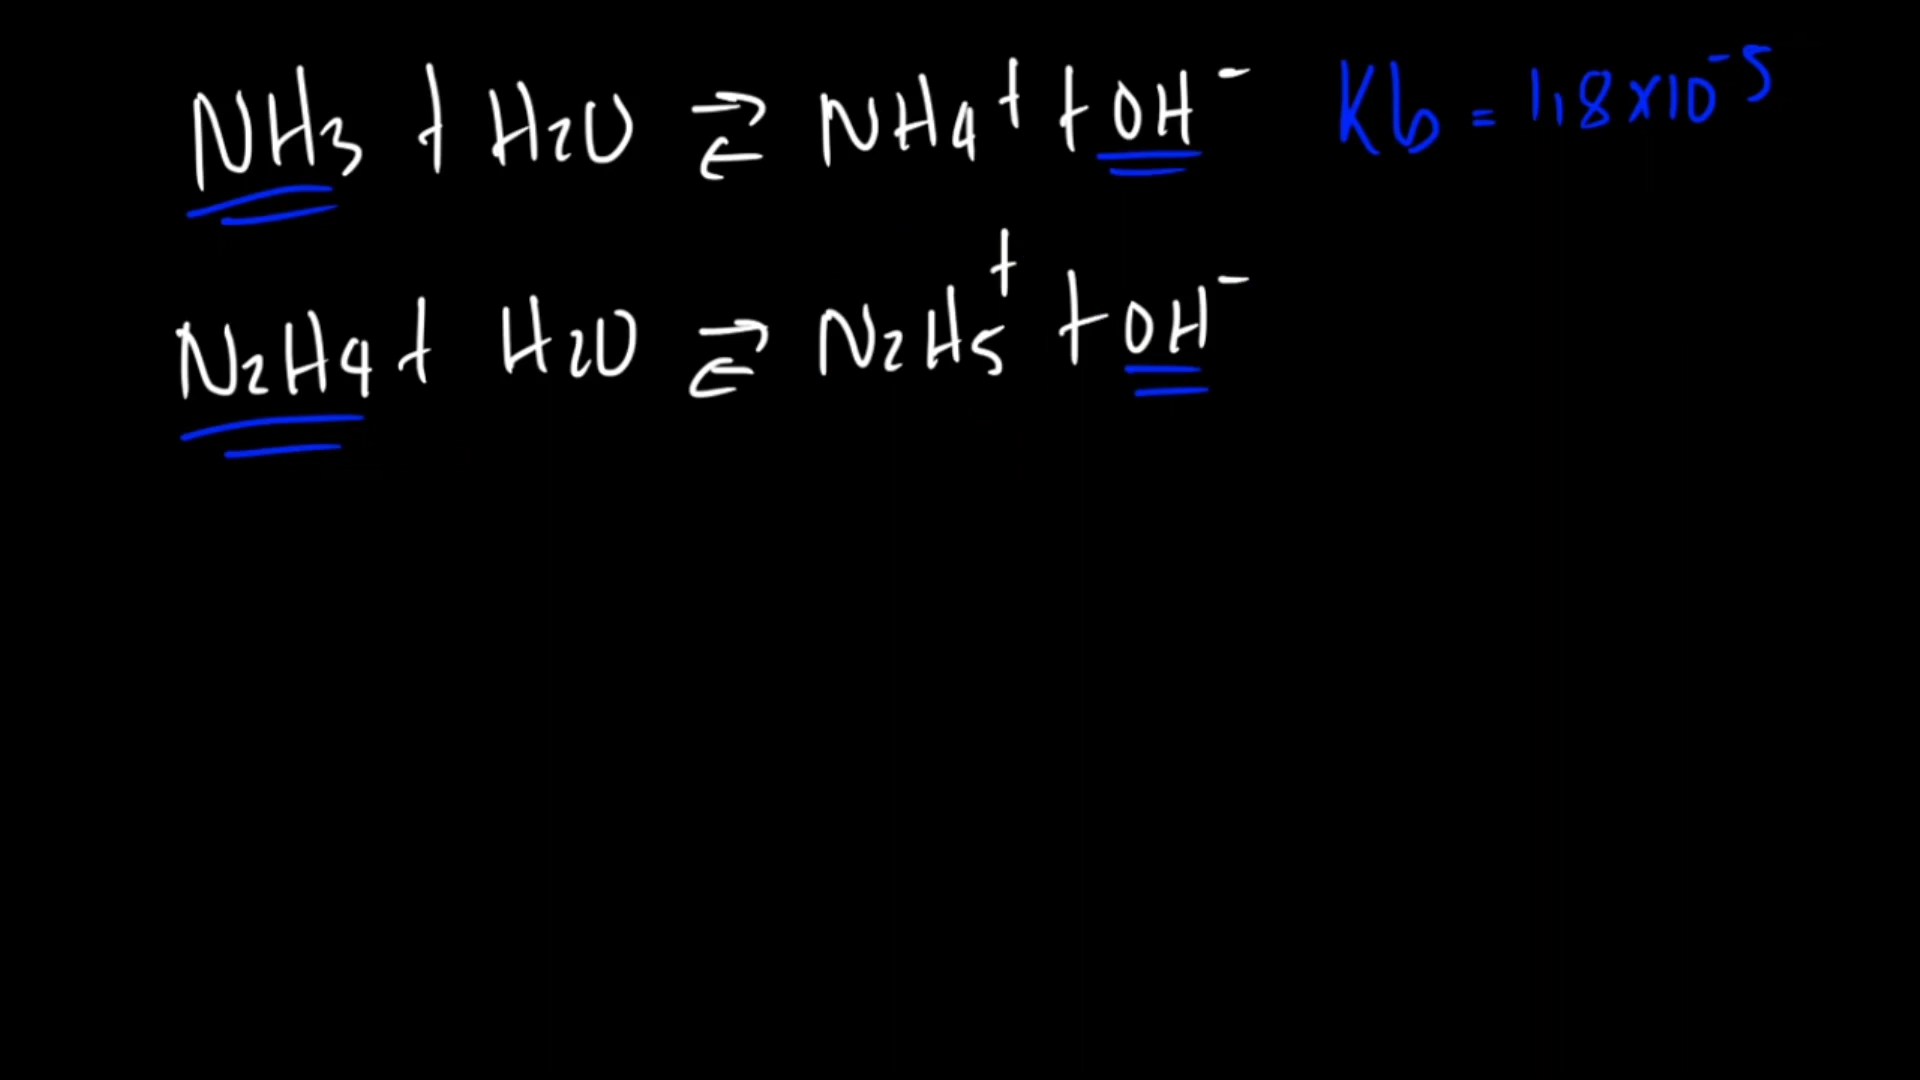 NH3 + H2O ⇌ NH4+ + OH- Kb = 1.8x10-5
N2H4 + H2O ⇌ N2H5+ + OH-